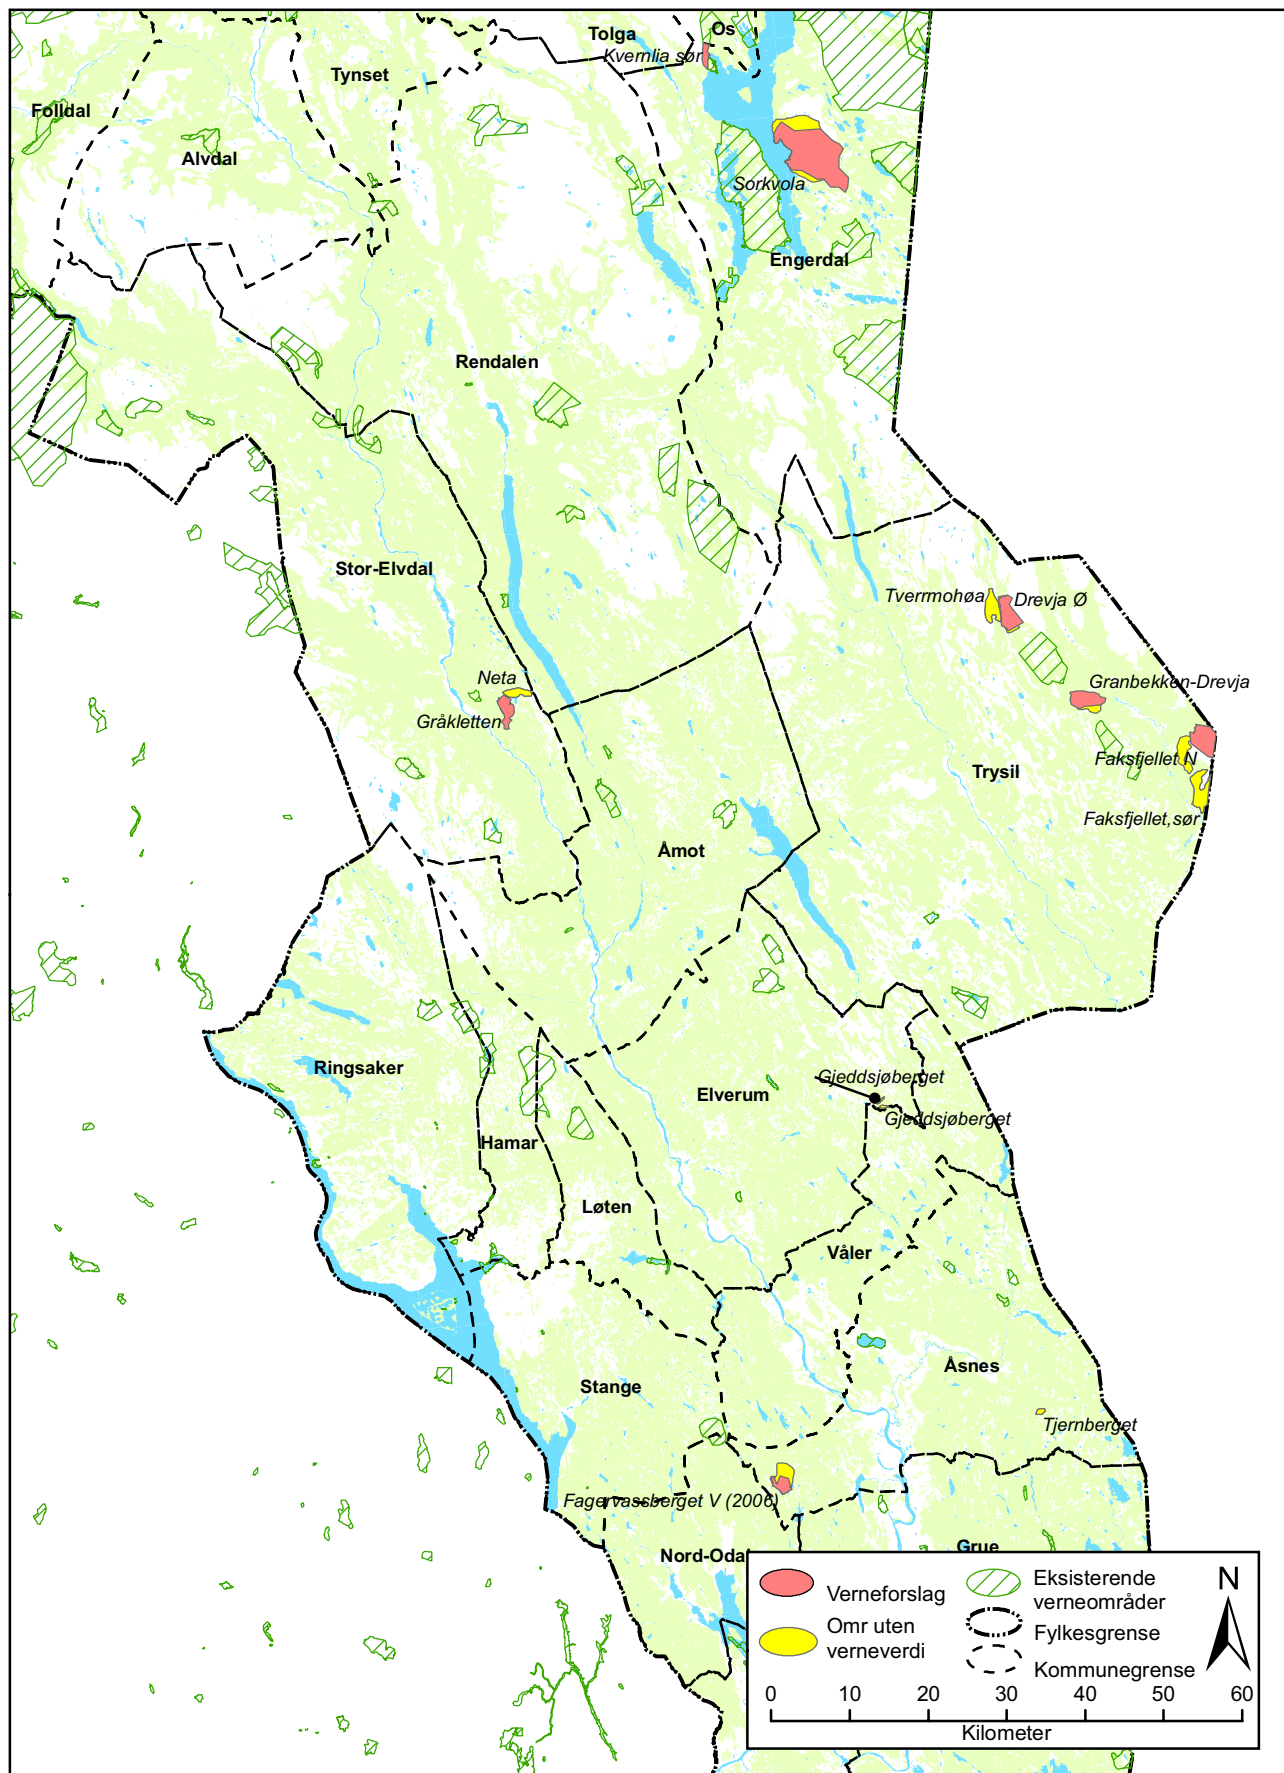 Tolga
Os
Kvernlia sør
Tynset
Folldal
Alvdal
Sorkvola
Engerdal
Rendalen
Stor-Elvdal
Tverrmohøa
Drevja Ø
Neta
Granbekken-Drevja
Gråkletten
Faksfjellet N
Trysil
Faksfjellet,sør
Åmot
Ringsaker
Gjeddsjøberget
Elverum
Gjeddsjøberget
Hamar
Løten
Våler
Åsnes
Stange
Tjernberget
Fagervassberget V (2006)
Grue
Nord-Odal
Verneforslag
Omr uten
verneverdi
Eksisterende
verneområder
Fylkesgrense
Kommunegrense
N
0 10 20 30 40 50 60
Kilometer